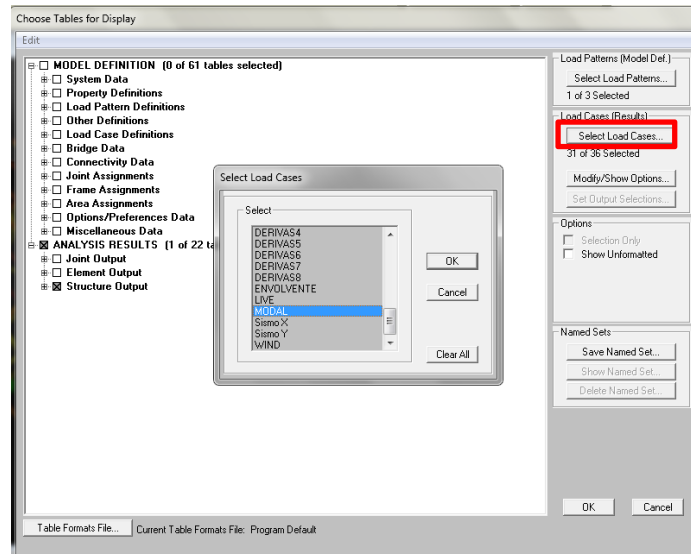 Choose Tables for Display
Edit
MODEL DEFINITION (0 of 61 tables selected)
System Data
Property Definitions
Load Pattern Definitions
Other Definitions
Load Case Definitions
Bridge Data
Connectivity Data
Joint Assignments
Frame Assignments
Area Assignments
Options/Preferences Data
Miscellaneous Data
ANALYSIS RESULTS (1 of 22 ta
Joint Output
Element Output
Structure Output
Select Load Cases
Select
DERIVAS4
DERIVAS5
DERIVAS6
DERIVAS7
DERIVAS8
ENVOLVENTE
LIVE
MODAL
Sismo X
Sismo Y
WIND
OK
Cancel
Clear All
Load Patterns (Model Def.)
Select Load Patterns...
1 of 3 Selected
Load Cases (Results)
Select Load Cases...
31 of 36 Selected
Modify/Show Options...
Set Output Selections...
Options
Selection Only
Show Unformatted
Named Sets
Save Named Set...
Show Named Set...
Delete Named Set...
OK Cancel
Table Formats File... Current Table Formats File: Program Default